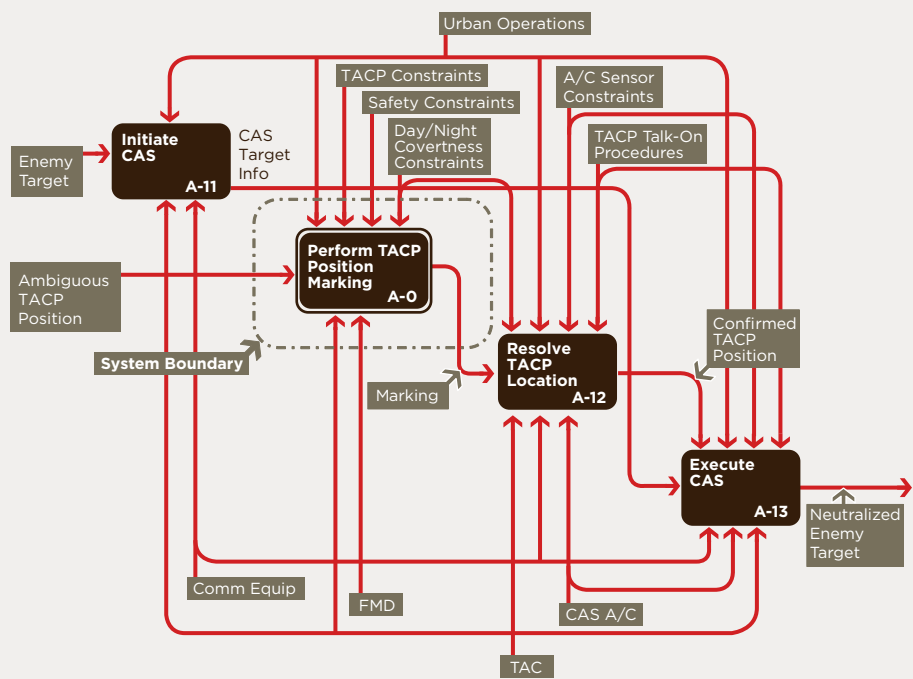 Urban Operations
TACP Constraints
Safety Constraints
Day/Night
Covertness
Constraints
A/C Sensor
Constraints
TACP Talk-On
Procedures
Initiate
CAS
A-11
CAS
Target
Info
Enemy
Target
Perform TACP
Position
Marking
A-0
Ambiguous
TACP
Position
System Boundary
Marking
Resolve
TACP
Location
A-12
Confirmed
TACP
Position
Execute
CAS
A-13
Neutralized
Enemy
Target
Comm Equip
FMD
CAS A/C
TAC